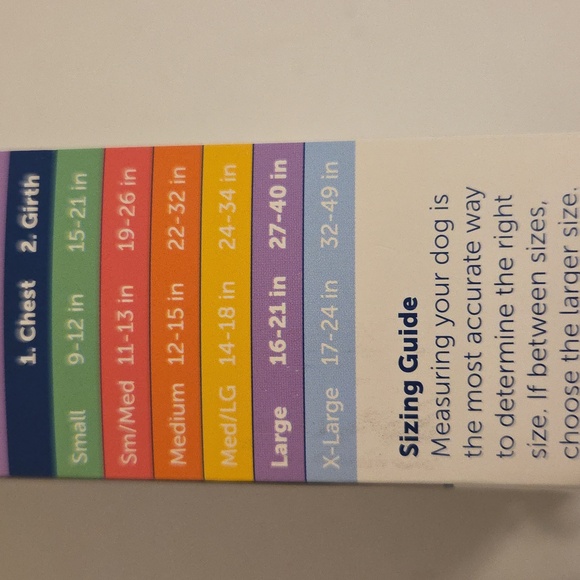 1. Chest 2. Girth
Small 9-12 in 15-21 in
Sm/Med 11-13 in 19-26 in
Medium 12-15 in 22-32 in
Med/LG 14-18 in 24-34 in
Large 16-21 in 27-40 in
X-Large 17-24 in 32-49 in
Sizing Guide
Measuring your dog is
the most accurate way
to determine the right
size. If between sizes,
choose the larger size.